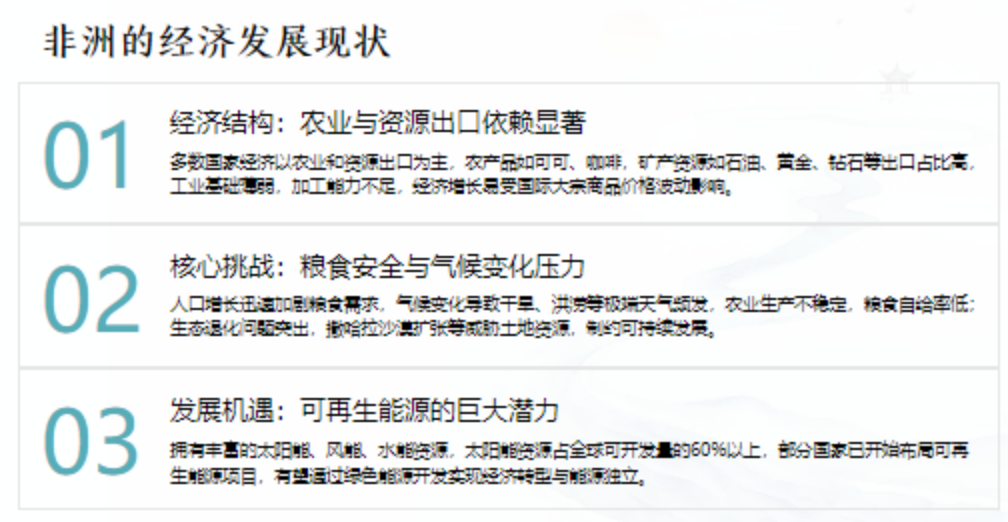 非洲的经济发展现状
01
经济结构：农业与资源出口依赖显著
多数国家经济以农业和资源出口为主，农产品如可可、咖啡，矿产资源如石油、黄金、钻石等出口占比高，
工业基础薄弱，加工能力不足，经济增长易受国际大宗商品价格波动影响。
02
核心挑战：粮食安全与气候变化压力
人口增长迅速加剧粮食需求，气候变化导致干旱、洪涝等极端天气频发，农业生产不稳定，粮食自给率低；
生态退化问题突出，撒哈拉沙漠扩张等威胁土地资源，制约可持续发展。
03
发展机遇：可再生能源的巨大潜力
拥有丰富的太阳能、风能、水能资源，太阳能资源占全球可开发量的60%以上，部分国家已开始布局可再
生能源项目，有望通过绿色能源开发实现经济转型与能源独立。